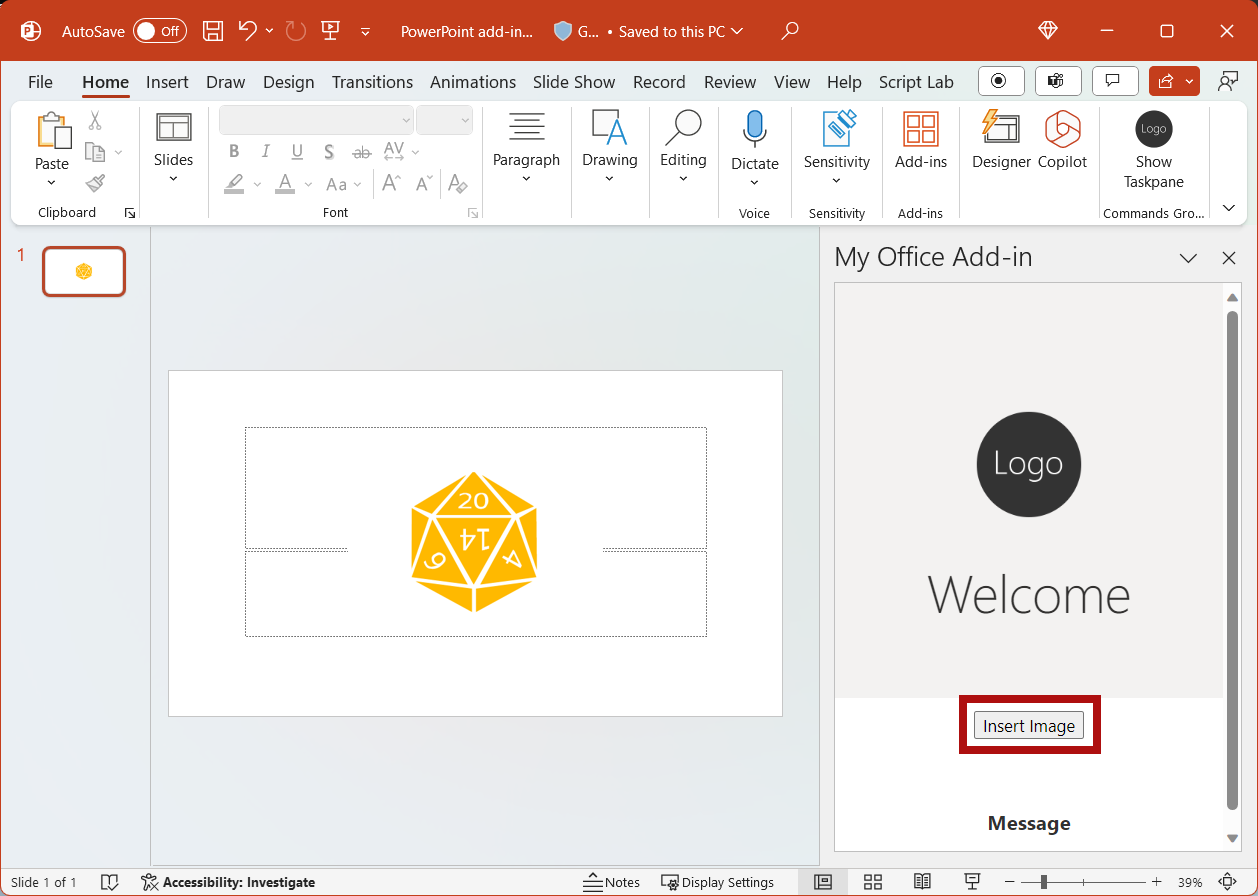 AutoSave Off PowerPoint add-in... G... • Saved to this PC
File Home Insert Draw Design Transitions Animations Slide Show Record Review View Help Script Lab
Paste
Clipboard
Slides
B I U S ab AV
A Aa A A A
Font
Paragraph
Drawing
Editing
Dictate
Voice
Sensitivity
Sensitivity
Add-ins
Add-ins
Designer
Copilot
Logo
Show
Taskpane
Commands Gro...
1
20
14
6
4
My Office Add-in
Logo
Welcome
Insert Image
Message
Slide 1 of 1 Accessibility: Investigate Notes Display Settings 39%